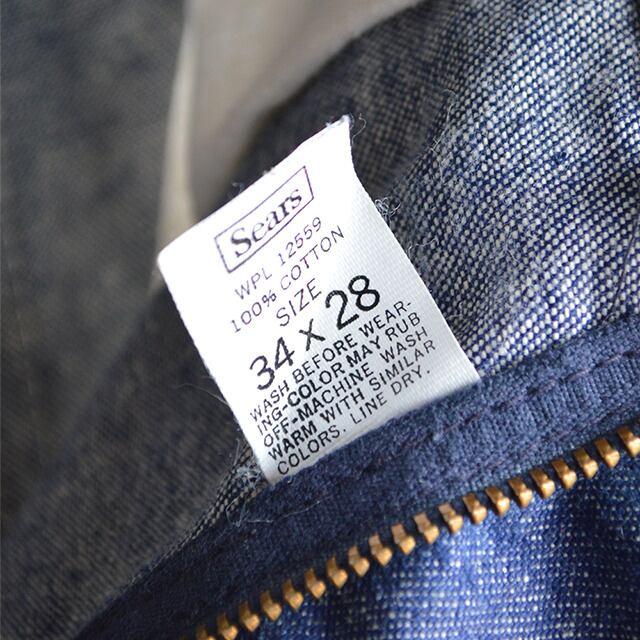 Sears
WPL 12559
100% COTTON
SIZE
34 x 28
WASH BEFORE WEAR-
ING-COLOR MAY RUB
OFF-MACHINE WASH
WARM WITH SIMILAR
COLORS. LINE DRY.